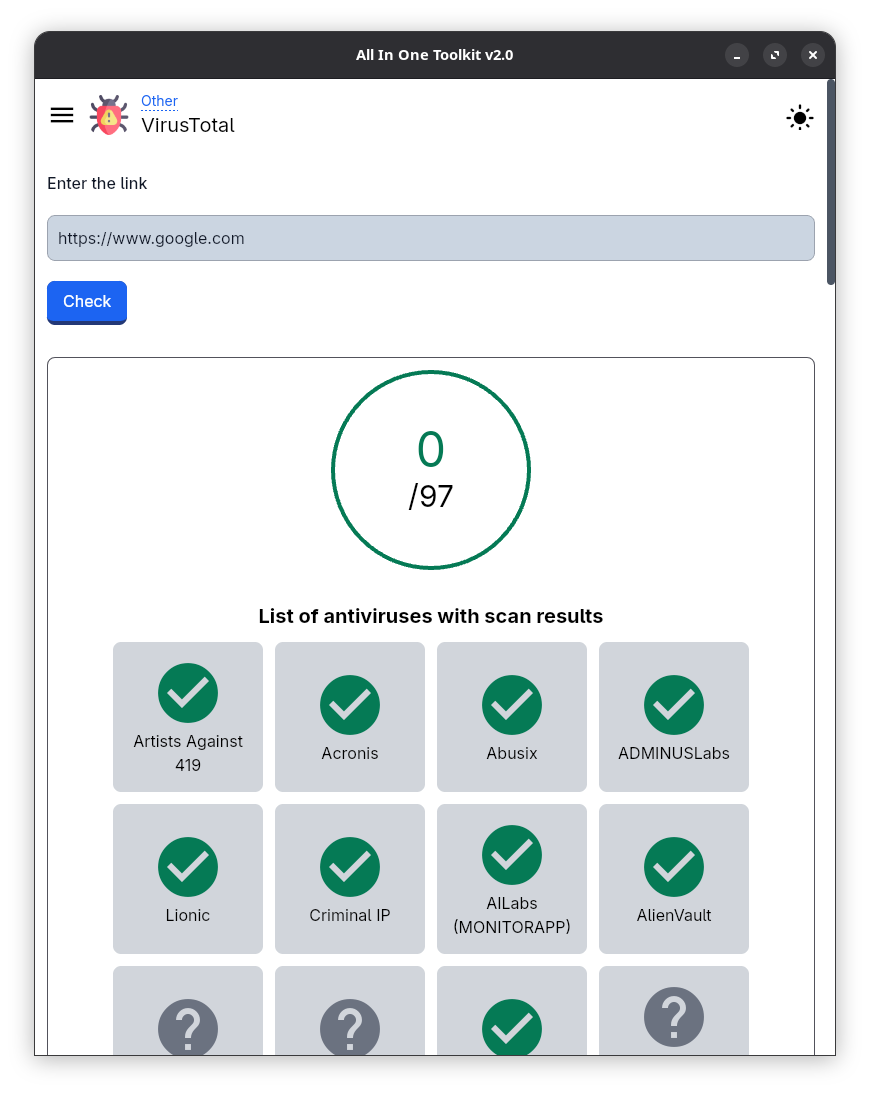 All In One Toolkit v2.0
Other
VirusTotal
Enter the link
https://www.google.com
Check
0
/97
List of antiviruses with scan results
Artists Against
419
Acronis
Abusix
ADMINUSLabs
Lionic
Criminal IP
AILabs
(MONITORAPP)
AlienVault